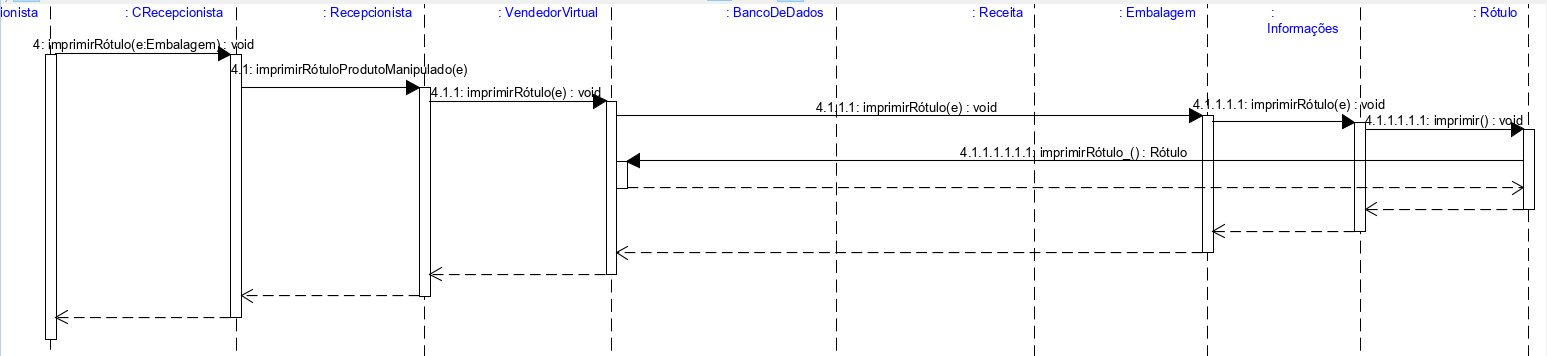 ionista
: CRecepcionista
: Recepcionista
: VendedorVirtual
: BancoDeDados
: Receita
: Embalagem
:
Informações
: Rótulo
4: imprimirRótulo(e:Embalagem) : void
4.1: imprimirRótuloProdutoManipulado(e)
4.1.1: imprimirRótulo(e) : void
4.1.1.1: imprimirRótulo(e) : void
4.1.1.1.1: imprimirRótulo(e) : void
4.1.1.1.1.1: imprimir() : void
4.1.1.1.1.1.1: imprimirRótulo_() : Rótulo